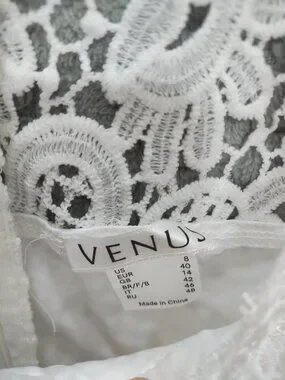 VENUS
US 8
EUR 40
GB 14
BR/F/B 42
IT 46
RU 48
Made in China